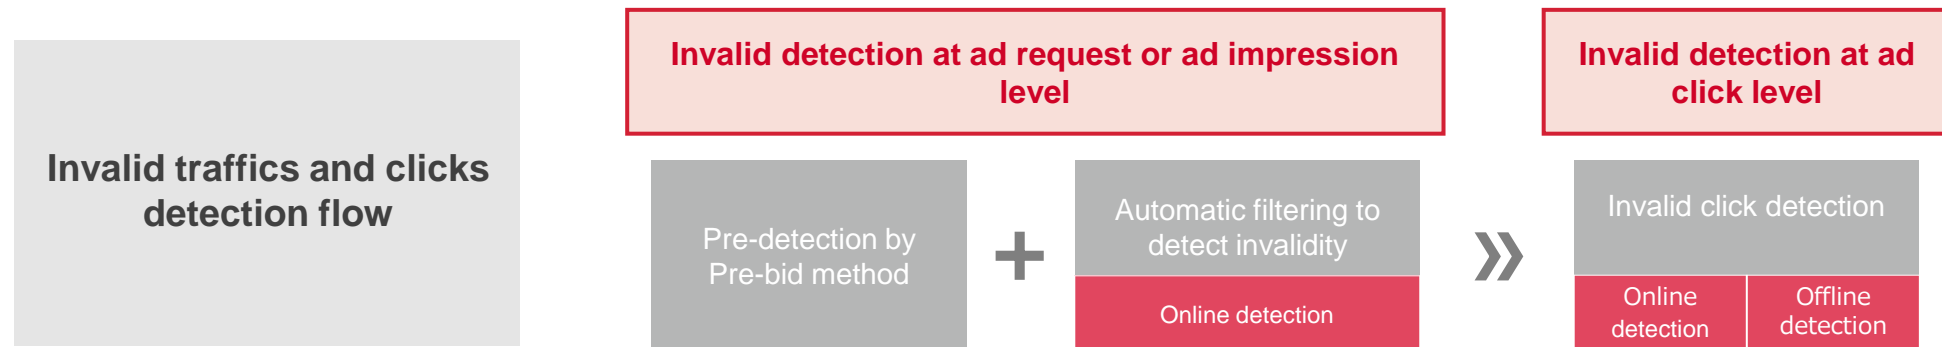 Invalid traffics and clicks
detection flow
Invalid detection at ad request or ad impression
level
Pre-detection by
Pre-bid method
+
Automatic filtering to
detect invalidity
Online detection
Invalid detection at ad
click level
Invalid click detection
Online
detection
Offline
detection